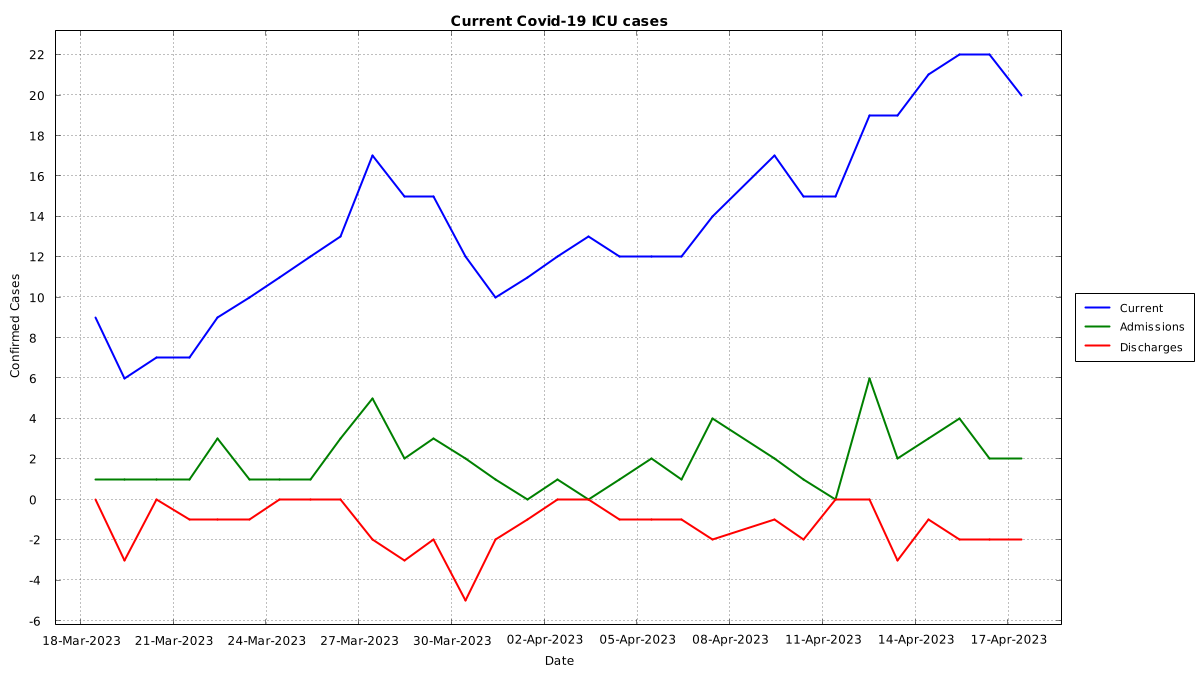 Current Covid-19 ICU cases
Confirmed Cases
22
20
18
16
14
12
10
8
6
4
2
0
-2
-4
-6
18-Mar-2023 21-Mar-2023 24-Mar-2023 27-Mar-2023 30-Mar-2023 02-Apr-2023 05-Apr-2023 08-Apr-2023 11-Apr-2023 14-Apr-2023 17-Apr-2023
Date
Current
Admissions
Discharges